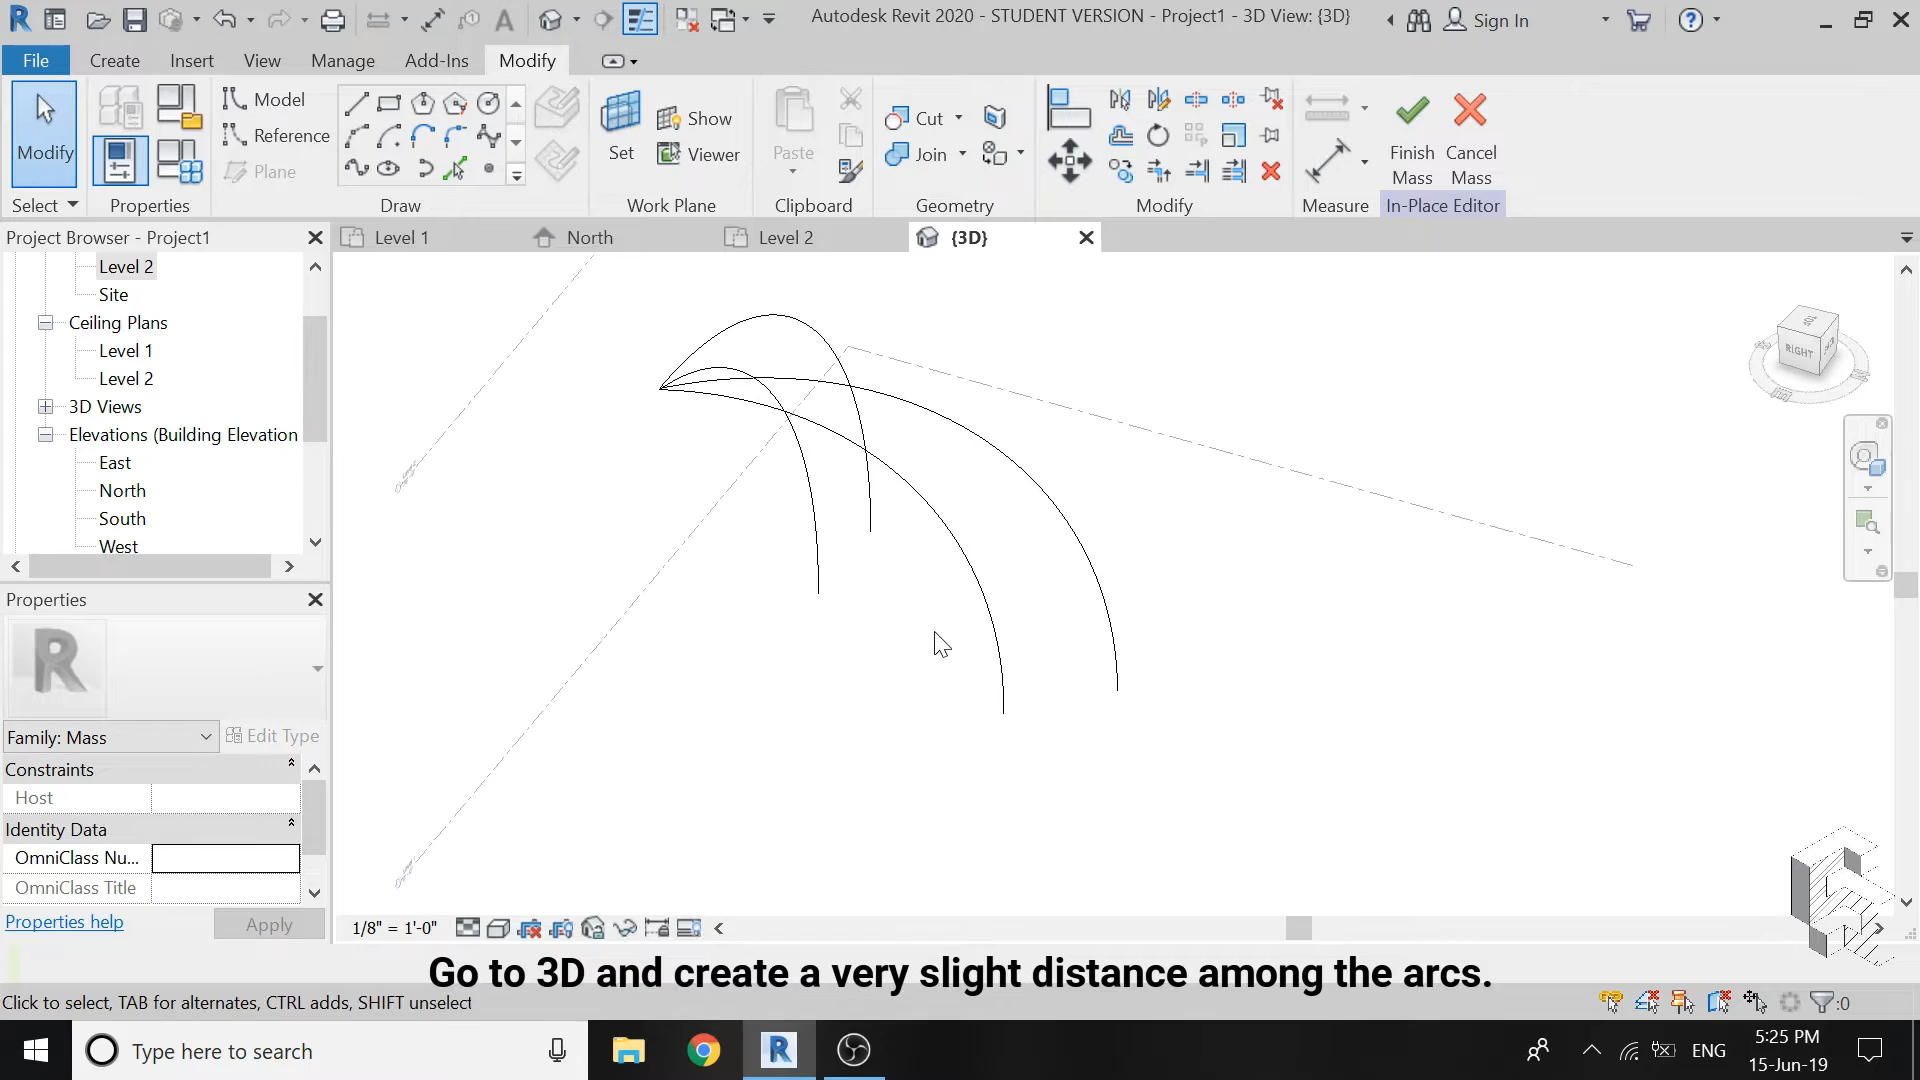 Autodesk Revit 2020 - STUDENT VERSION - Project1 - 3D View: {3D}
Sign In
File
Create
Insert
View
Manage
Add-Ins
Modify
Modify
Select
Properties
Model
Reference
Plane
Draw
Set
Show
Viewer
Work Plane
Paste
Clipboard
Cut
Join
Geometry
Modify
Measure
Finish Mass
Cancel Mass
In-Place Editor
Project Browser - Project1
Level 1
North
Level 2
{3D}
Level 2
Site
Ceiling Plans
Level 1
Level 2
3D Views
Elevations (Building Elevation
East
North
South
West
RIGHT
Properties
R
Family: Mass
Edit Type
Constraints
Host
Identity Data
OmniClass Nu...
OmniClass Title
Properties help
Apply
1/8" = 1'-0"
Go to 3D and create a very slight distance among the arcs.
Click to select, TAB for alternates, CTRL adds, SHIFT unselect
:0
Type here to search
ENG
5:25 PM
15-Jun-19